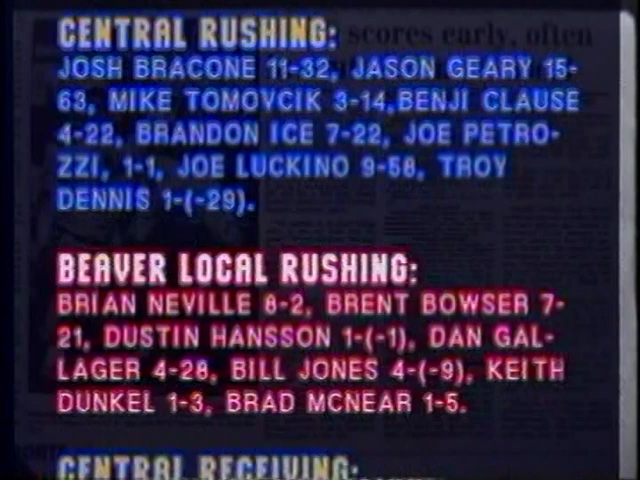 scores early, often
CENTRAL RUSHING:
JOSH BRACONE 11-32, JASON GEARY 15-
63, MIKE TOMOVCIK 3-14,BENJI CLAUSE
4-22, BRANDON ICE 7-22, JOE PETRO-
ZZI, 1-1, JOE LUCKINO 9-58, TROY
DENNIS 1-(-29).
BEAVER LOCAL RUSHING:
BRIAN NEVILLE 8-2, BRENT BOWSER 7-
21, DUSTIN HANSSON 1-(-1), DAN GAL-
LAGER 4-28, BILL JONES 4-(-9), KEITH
DUNKEL 1-3, BRAD MCNEAR 1-5.
CENTRAL RECEIVING: